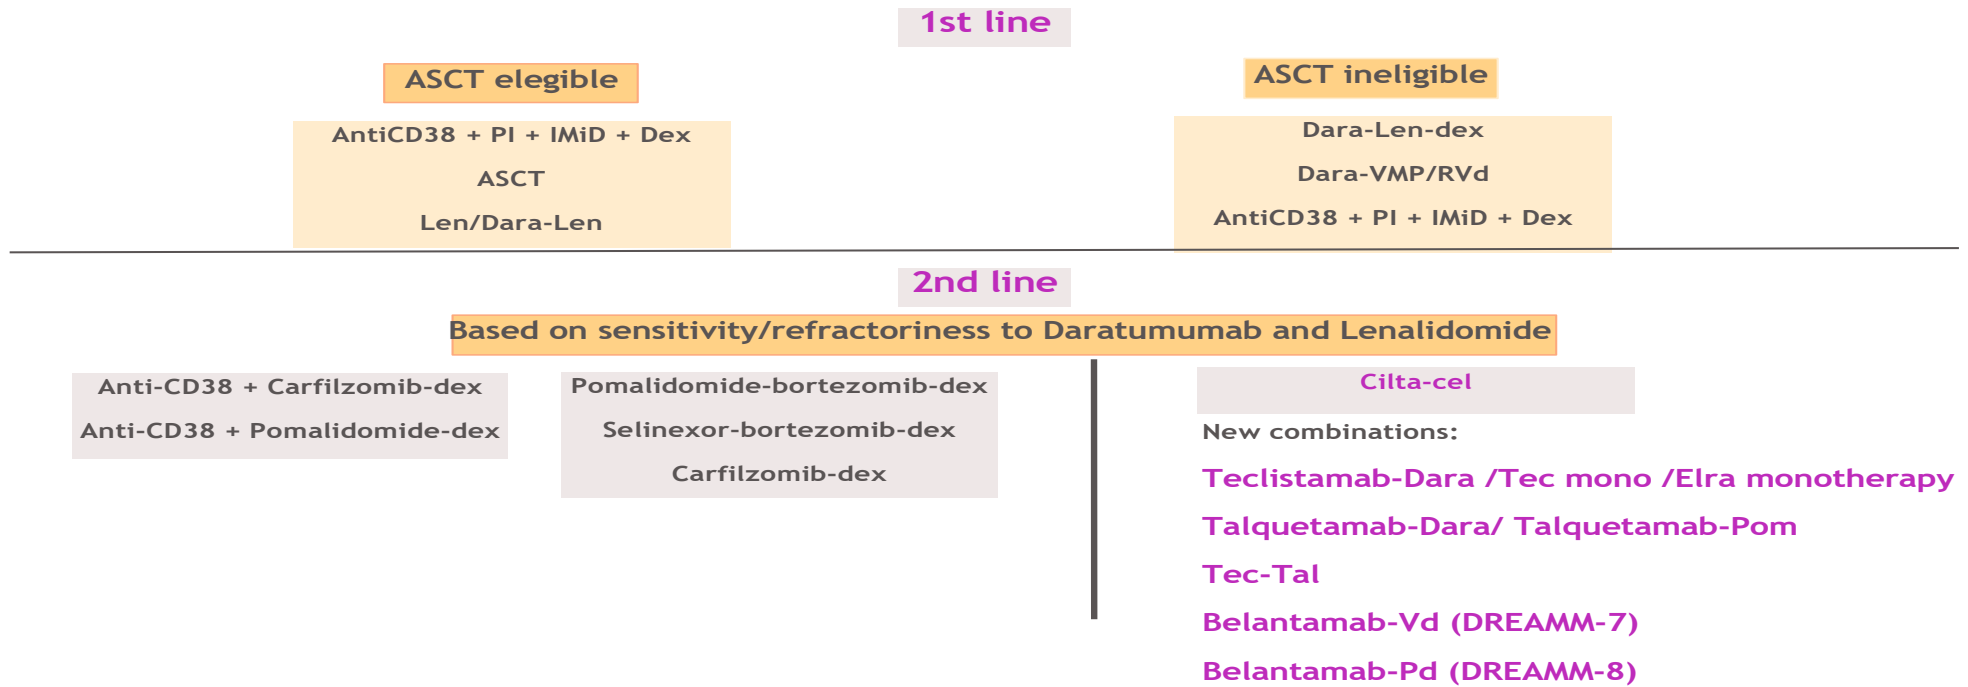 1st line
ASCT elegible
AntiCD38 + PI + IMiD + Dex
ASCT
Len/Dara-Len
ASCT ineligible
Dara-Len-dex
Dara-VMP/RVd
AntiCD38 + PI + IMiD + Dex
2nd line
Based on sensitivity/refractoriness to Daratumumab and Lenalidomide
Anti-CD38 + Carfilzomib-dex
Anti-CD38 + Pomalidomide-dex
Pomalidomide-bortezomib-dex
Selinexor-bortezomib-dex
Carfilzomib-dex
Cilta-cel
New combinations:
Teclistamab-Dara /Tec mono /Elra monotherapy
Talquetamab-Dara/ Talquetamab-Pom
Tec-Tal
Belantamab-Vd (DREAMM-7)
Belantamab-Pd (DREAMM-8)